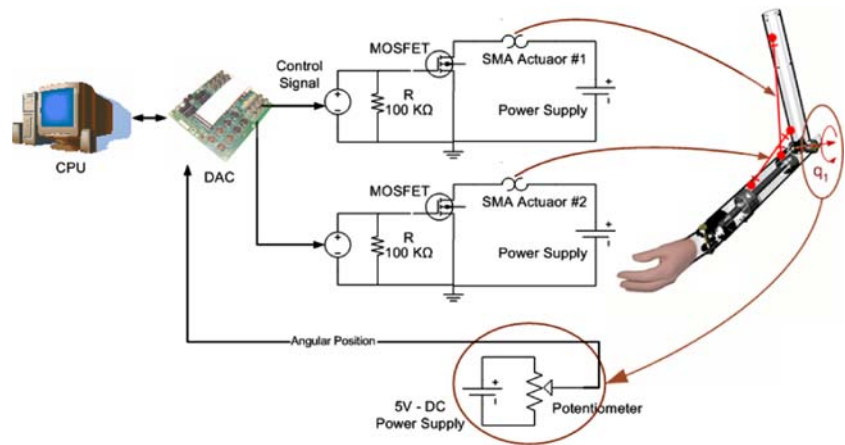 MOSFET
SMA Actuaor #1
Control
Signal
R
100 KΩ
Power Supply
+
CPU
DAC
MOSFET
SMA Actuaor #2
q1
R
100 KΩ
Power
Supply
Angular Position
5V - DC
Power Supply
Potentiometer